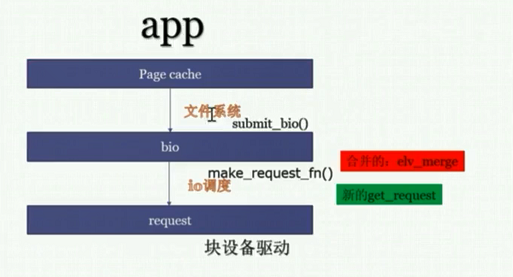 app
Page cache
文件系统
submit_bio()
bio
make_request_fn()
合并的：elv_merge
io调度
新的get_request
request
块设备驱动